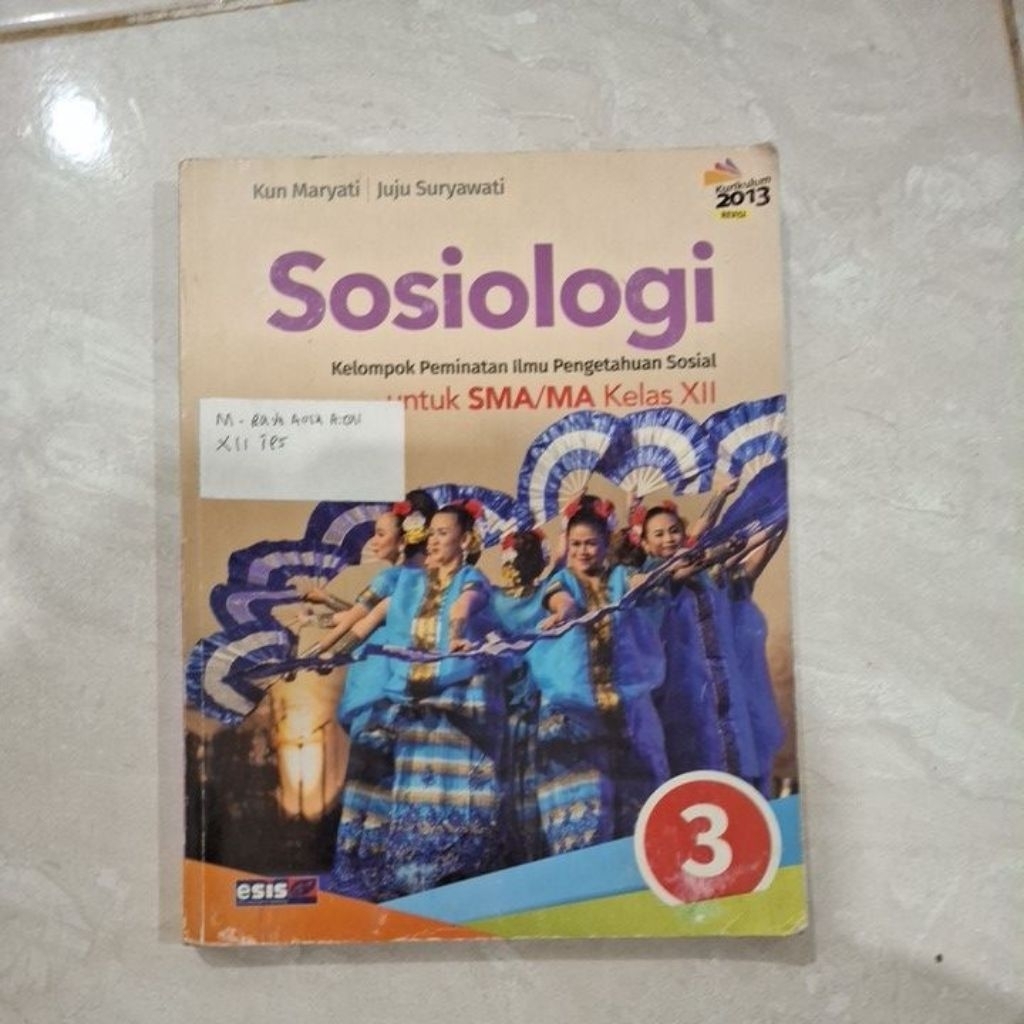 Kun Maryati | Juju Suryawati
Kurikulum
2013
REVISI
Sosiologi
Kelompok Peminatan Ilmu Pengetahuan Sosial
untuk SMA/MA Kelas XII
M.
XII IPS
3
esis